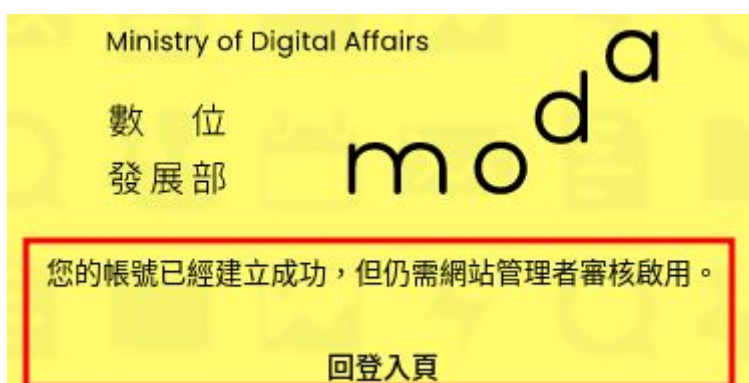 Ministry of Digital Affairs
數位
發展部
moda
您的帳號已經建立成功，但仍需網站管理者審核啟用。
回登入頁